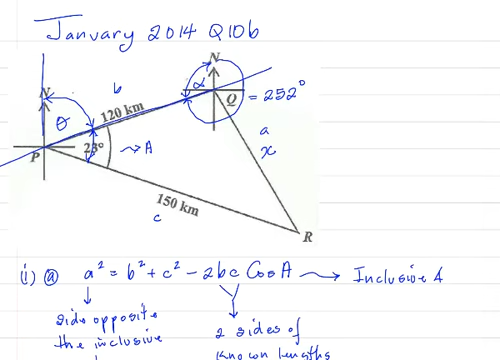 January 2014 Q10b
N
N
b
α
Q
= 252°
θ
120 km
a
x
P
23°
→ A
150 km
c
R
(i) (a) a² = b² + c² - 2bc Cos A → Inclusive A
side opposite
the inclusive
2 sides of
known lengths